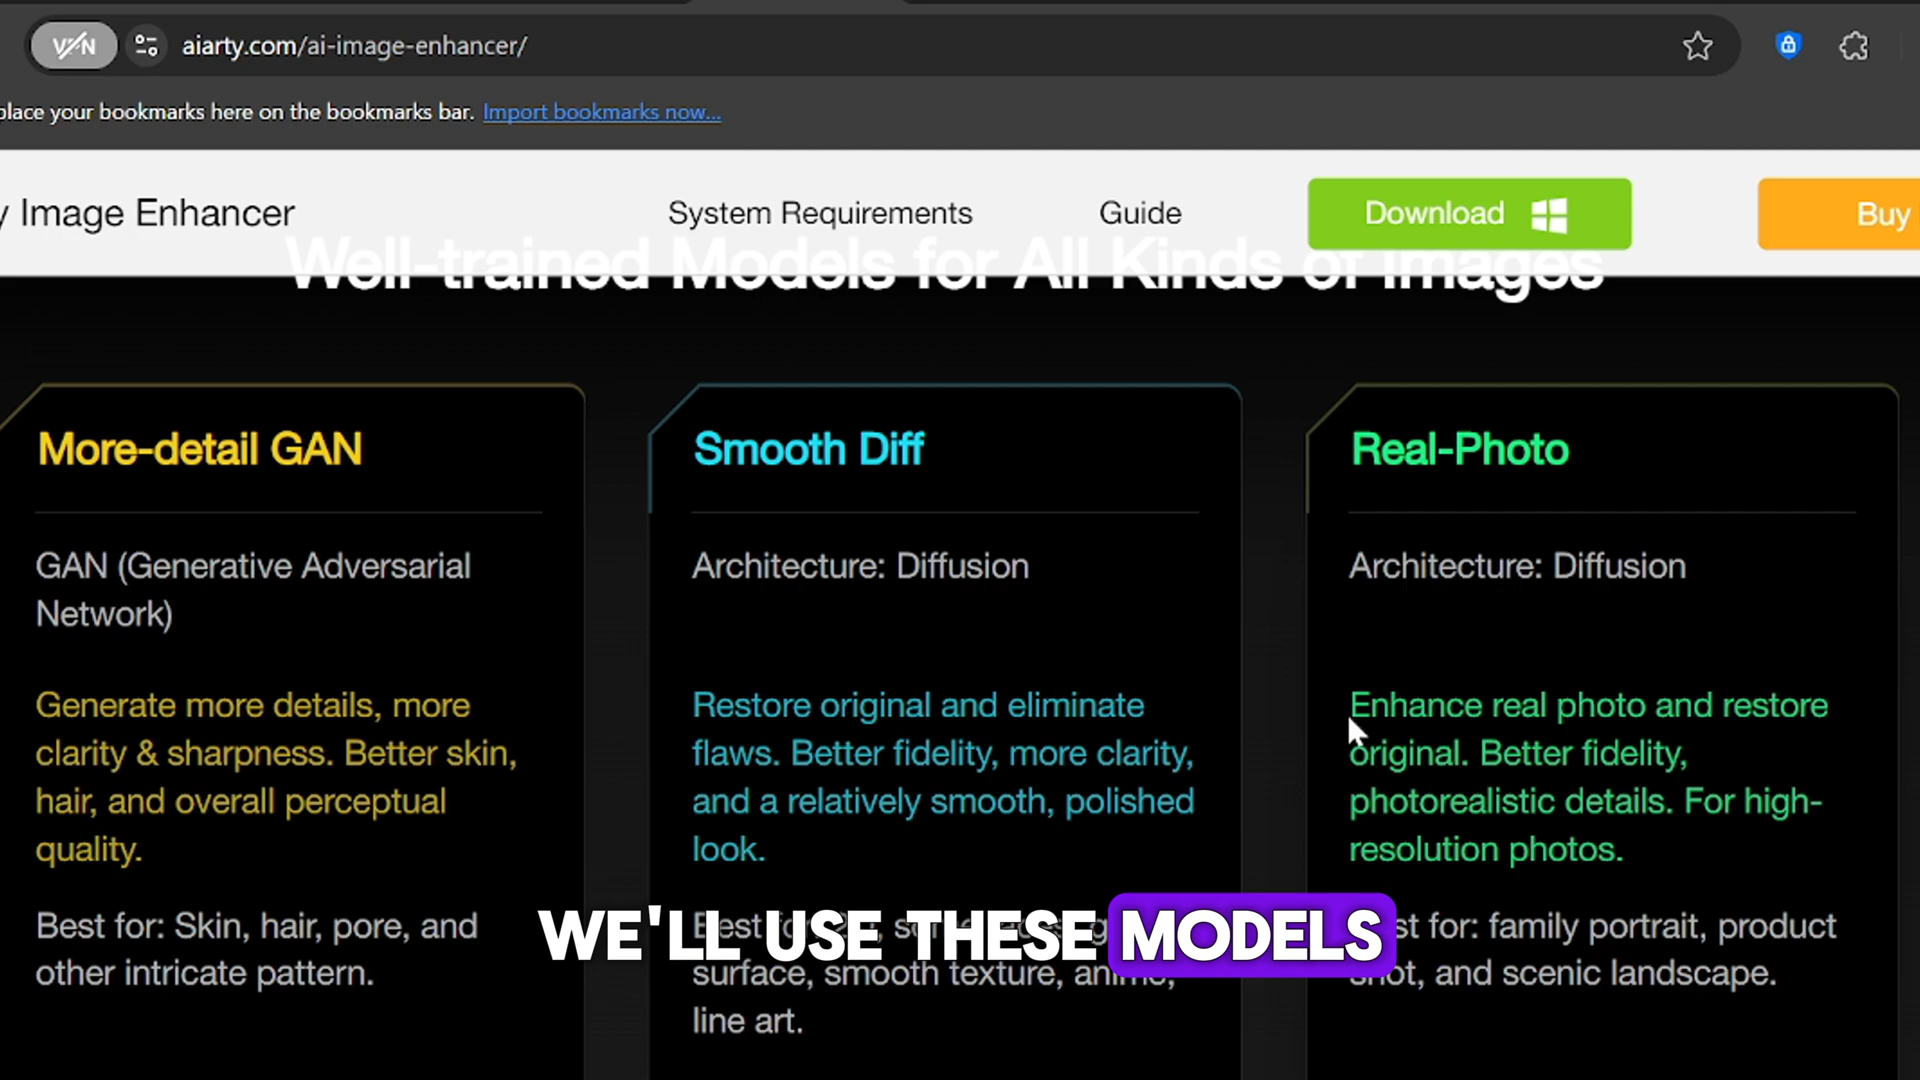 VPN aiarty.com/ai-image-enhancer/
place your bookmarks here on the bookmarks bar. Import bookmarks now...
y Image Enhancer System Requirements Guide Download Buy
Well-trained Models for All Kinds of Images
More-detail GAN
GAN (Generative Adversarial
Network)
Generate more details, more
clarity & sharpness. Better skin,
hair, and overall perceptual
quality.
Best for: Skin, hair, pore, and
other intricate pattern.
Smooth Diff
Architecture: Diffusion
Restore original and eliminate
flaws. Better fidelity, more clarity,
and a relatively smooth, polished
look.
surface, smooth texture, anime,
line art.
Real-Photo
Architecture: Diffusion
Enhance real photo and restore
original. Better fidelity,
photorealistic details. For high-
resolution photos.
for: family portrait, product
shot, and scenic landscape.
WE'LL USE THESE MODELS